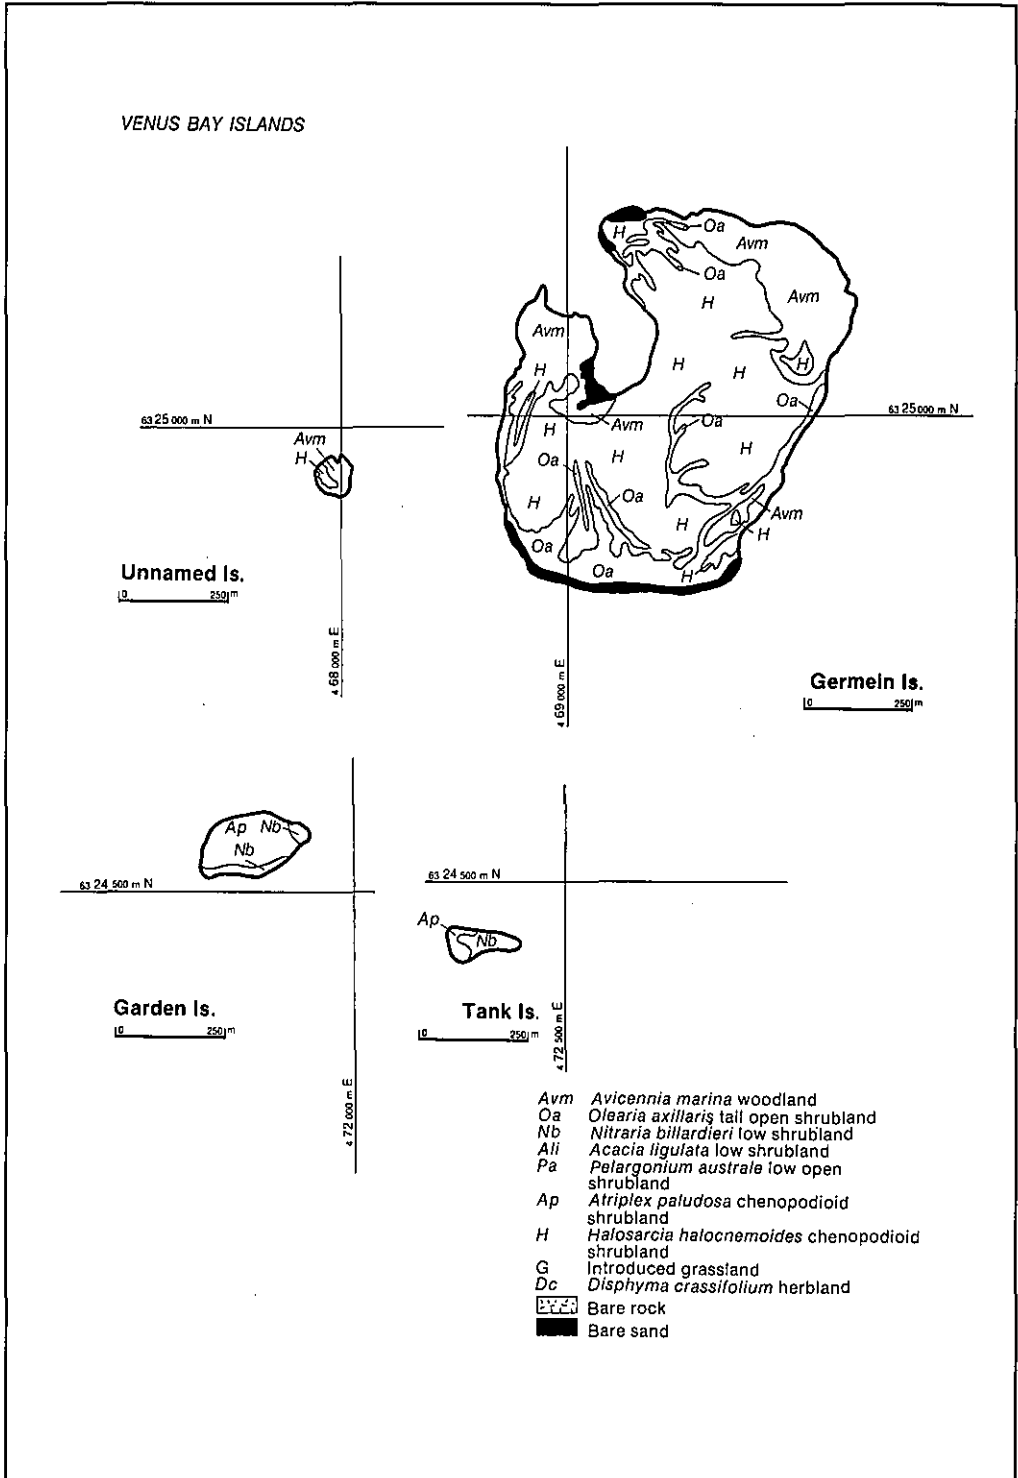 VENUS BAY ISLANDS
Oa
H
Avm
Oa
H
Avm
Avm
H
H
H
H
Oa
63 25 000 m N
63 25 000 m N
Oa
Avm
H
Avm
H
Oa
H
H
Oa
H
Avm
H
H
Oa
Oa
H
Unnamed Is.
0 250 m
4 68 000 m E
4 69 000 m E
Germein Is.
0 250 m
Ap Nb
Nb
63 24 500 m N
63 24 500 m N
Ap
Nb
Garden Is.
0 250 m
Tank Is.
0 250 m
4 72 000 m E
4 72 500 m E
Avm Avicennia marina woodland
Oa Olearia axillaris tall open shrubland
Nb Nitraria billardieri low shrubland
Ali Acacia ligulata low shrubland
Pa Pelargonium australe low open
shrubland
Ap Atriplex paludosa chenopodioid
shrubland
H Halosarcia halocnemoides chenopodioid
shrubland
G Introduced grassland
Dc Disphyma crassifolium herbland
Bare rock
Bare sand